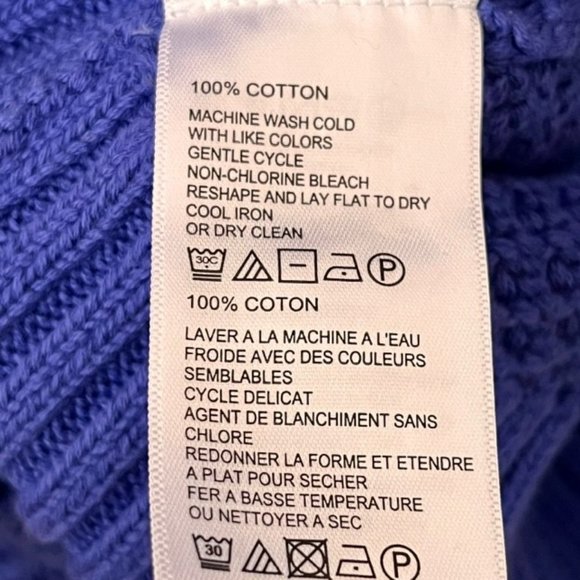 100% COTTON
MACHINE WASH COLD
WITH LIKE COLORS
GENTLE CYCLE
NON-CHLORINE BLEACH
RESHAPE AND LAY FLAT TO DRY
COOL IRON
OR DRY CLEAN
30C P
100% COTON
LAVER A LA MACHINE A L'EAU
FROIDE AVEC DES COULEURS
SEMBLABLES
CYCLE DELICAT
AGENT DE BLANCHIMENT SANS
CHLORE
REDONNER LA FORME ET ETENDRE
A PLAT POUR SECHER
FER A BASSE TEMPERATURE
OU NETTOYER A SEC
30 P